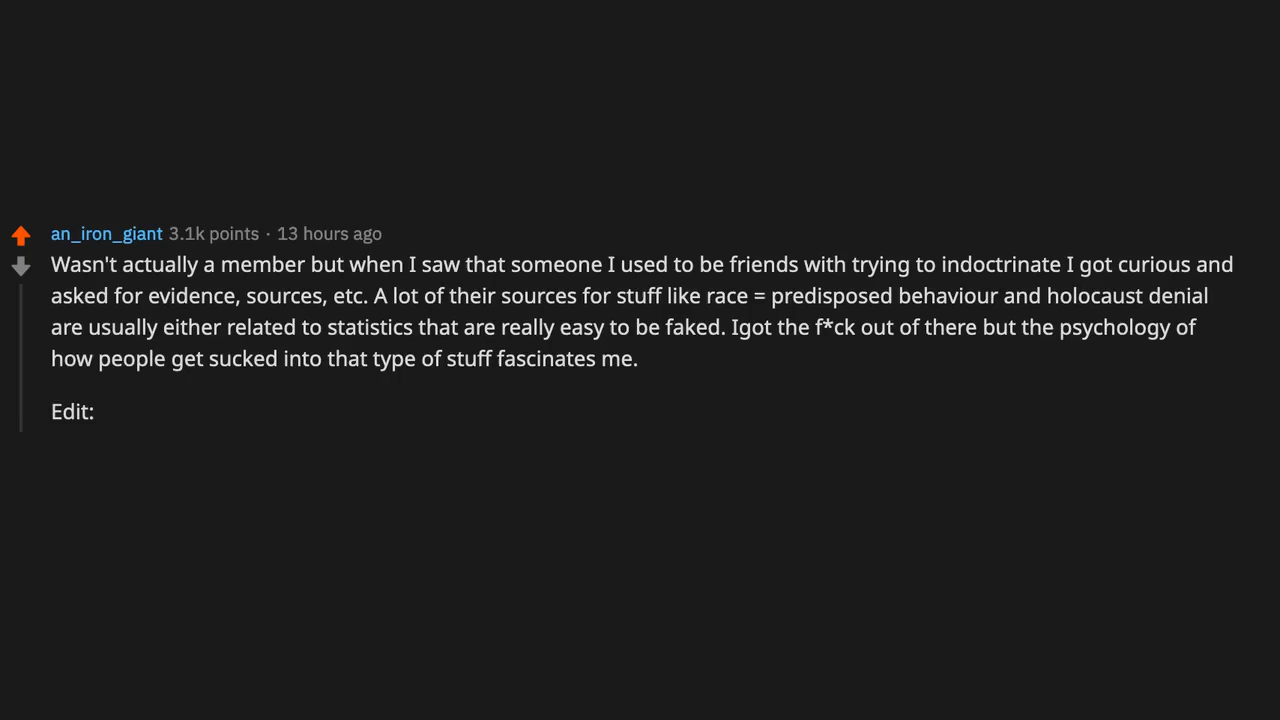 an_iron_giant 3.1k points · 13 hours ago
Wasn't actually a member but when I saw that someone I used to be friends with trying to indoctrinate I got curious and
asked for evidence, sources, etc. A lot of their sources for stuff like race = predisposed behaviour and holocaust denial
are usually either related to statistics that are really easy to be faked. Igot the f*ck out of there but the psychology of
how people get sucked into that type of stuff fascinates me.
Edit: